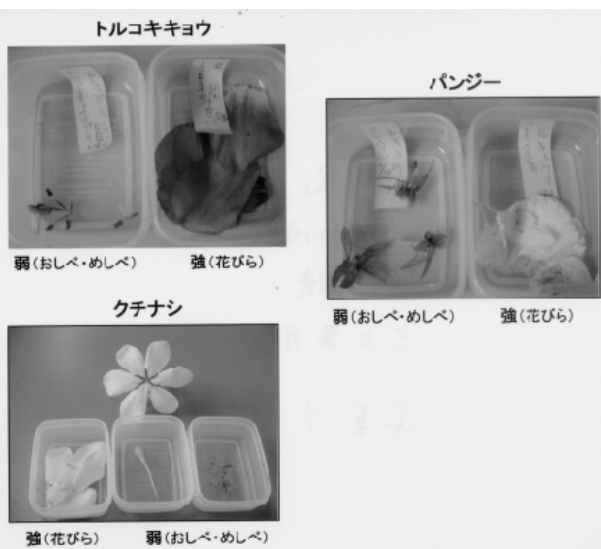 トルコキキョウ
弱(おしべ・めしべ) 強(花びら)
パンジー
弱(おしべ・めしべ) 強(花びら)
クチナシ
強(花びら) 弱(おしべ・めしべ)